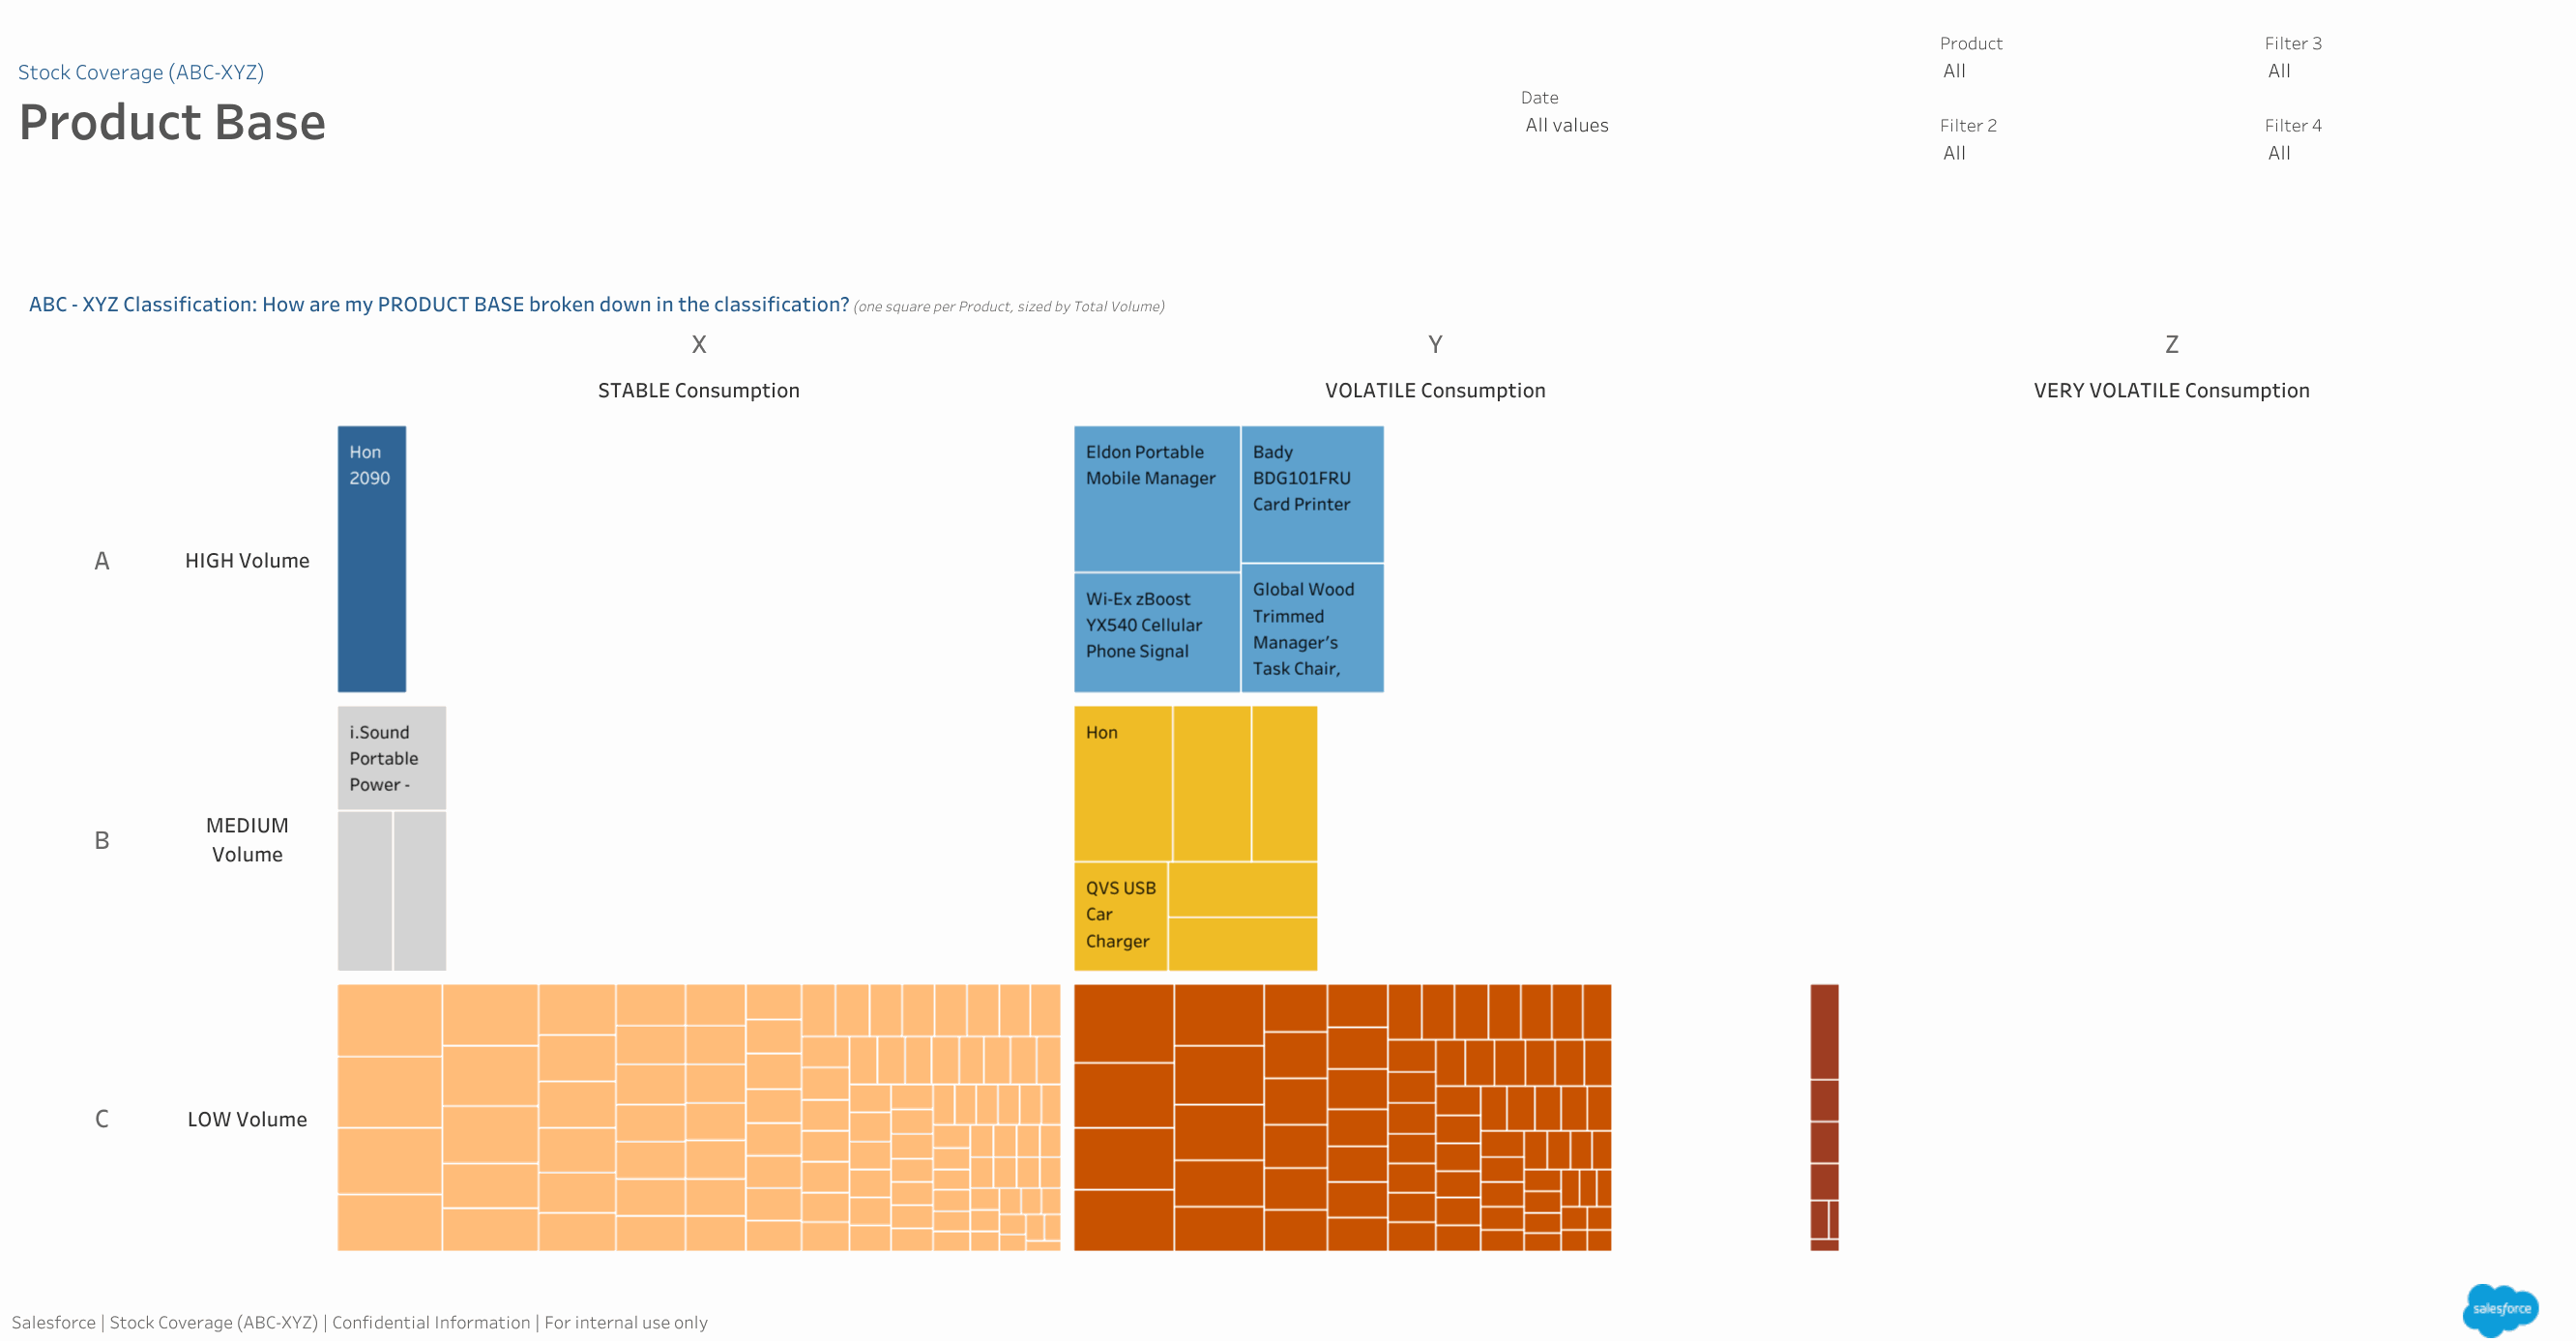 Stock Coverage (ABC-XYZ)
Product Base
Date
All values
Product
All
Filter 2
All
Filter 3
All
Filter 4
All
ABC - XYZ Classification: How are my PRODUCT BASE broken down in the classification? (one square per Product, sized by Total Volume)
X
Y
Z
STABLE Consumption
VOLATILE Consumption
VERY VOLATILE Consumption
A
HIGH Volume
Hon
2090
Eldon Portable
Mobile Manager
Bady
BDG101FRU
Card Printer
Wi-Ex zBoost
YX540 Cellular
Phone Signal
Global Wood
Trimmed
Manager's
Task Chair,
B
MEDIUM
Volume
i.Sound
Portable
Power -
Hon
QVS USB
Car
Charger
C
LOW Volume
Salesforce | Stock Coverage (ABC-XYZ) | Confidential Information | For internal use only
salesforce